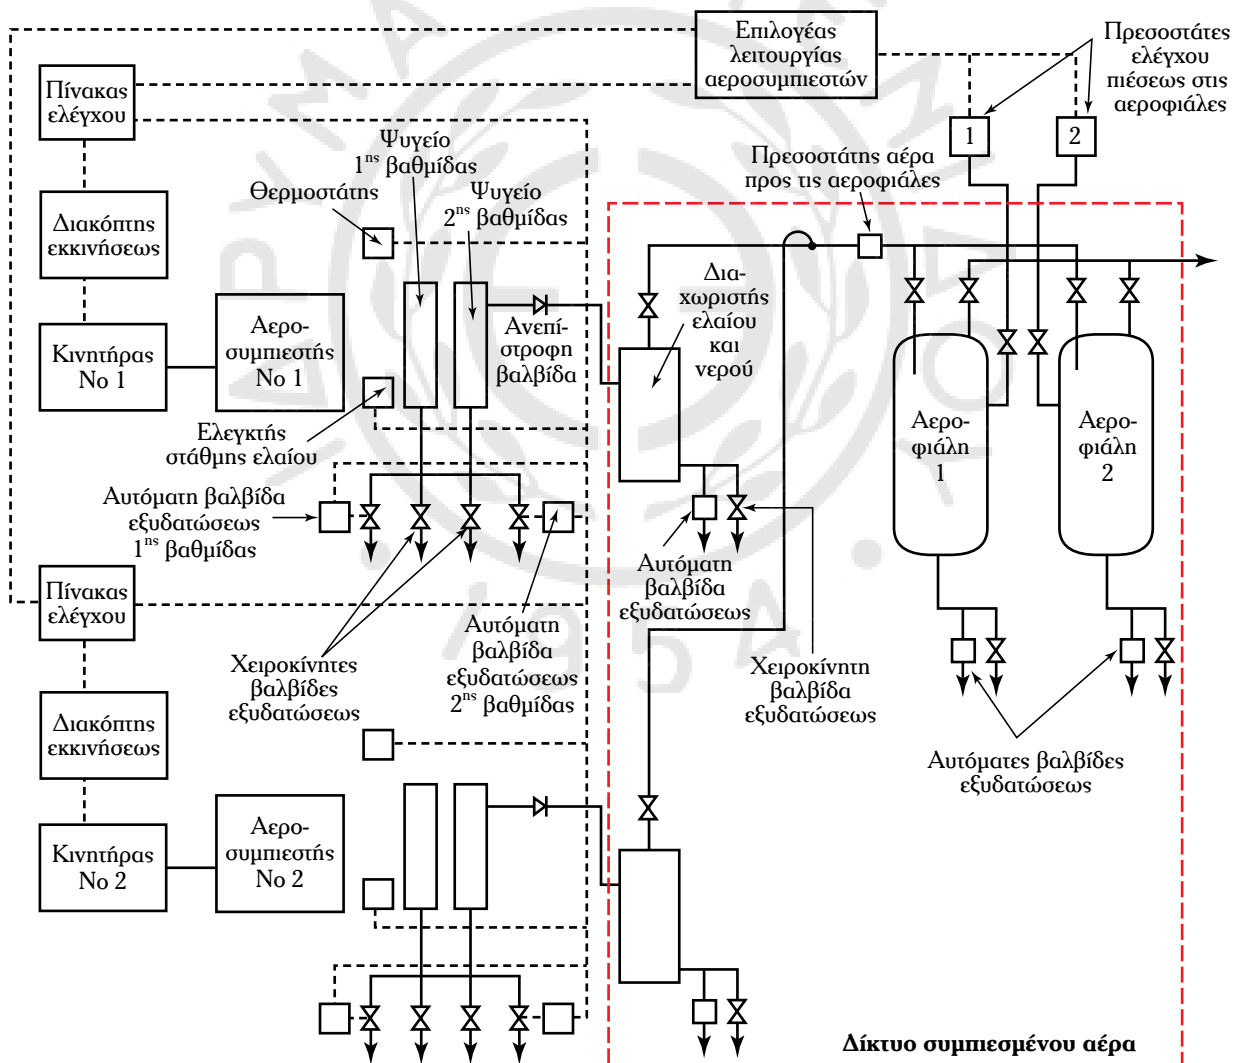 Επιλογέας
λειτουργίας
αεροσυμπιεστών
Πρεσοστάτες
ελέγχου
πιέσεως στις
αεροφιάλες
Πίνακας
ελέγχου
1
2
Ψυγείο
1ης βαθμίδας
Πρεσοστάτης αέρα
προς τις αεροφιάλες
Θερμοστάτης
Ψυγείο
2ης βαθμίδας
Διακόπτης
εκκινήσεως
Κινητήρας
Νο 1
Αερο-
συμπιεστής
Νο 1
Ανεπί-
στροφη
βαλβίδα
Δια-
χωριστής
ελαίου
και
νερού
Ελεγκτής
στάθμης ελαίου
Αερο-
φιάλη
1
Αερο-
φιάλη
2
Αυτόματη βαλβίδα
εξυδατώσεως
1ης βαθμίδας
Αυτόματη
βαλβίδα
εξυδατώσεως
Πίνακας
ελέγχου
Χειροκίνητες
βαλβίδες
εξυδατώσεως
Αυτόματη
βαλβίδα
εξυδατώσεως
2ης βαθμίδας
Χειροκίνητη
βαλβίδα
εξυδατώσεως
Διακόπτης
εκκινήσεως
Αυτόματες βαλβίδες
εξυδατώσεως
Κινητήρας
Νο 2
Αερο-
συμπιεστής
Νο 2
Δίκτυο συμπιεσμένου αέρα
1954